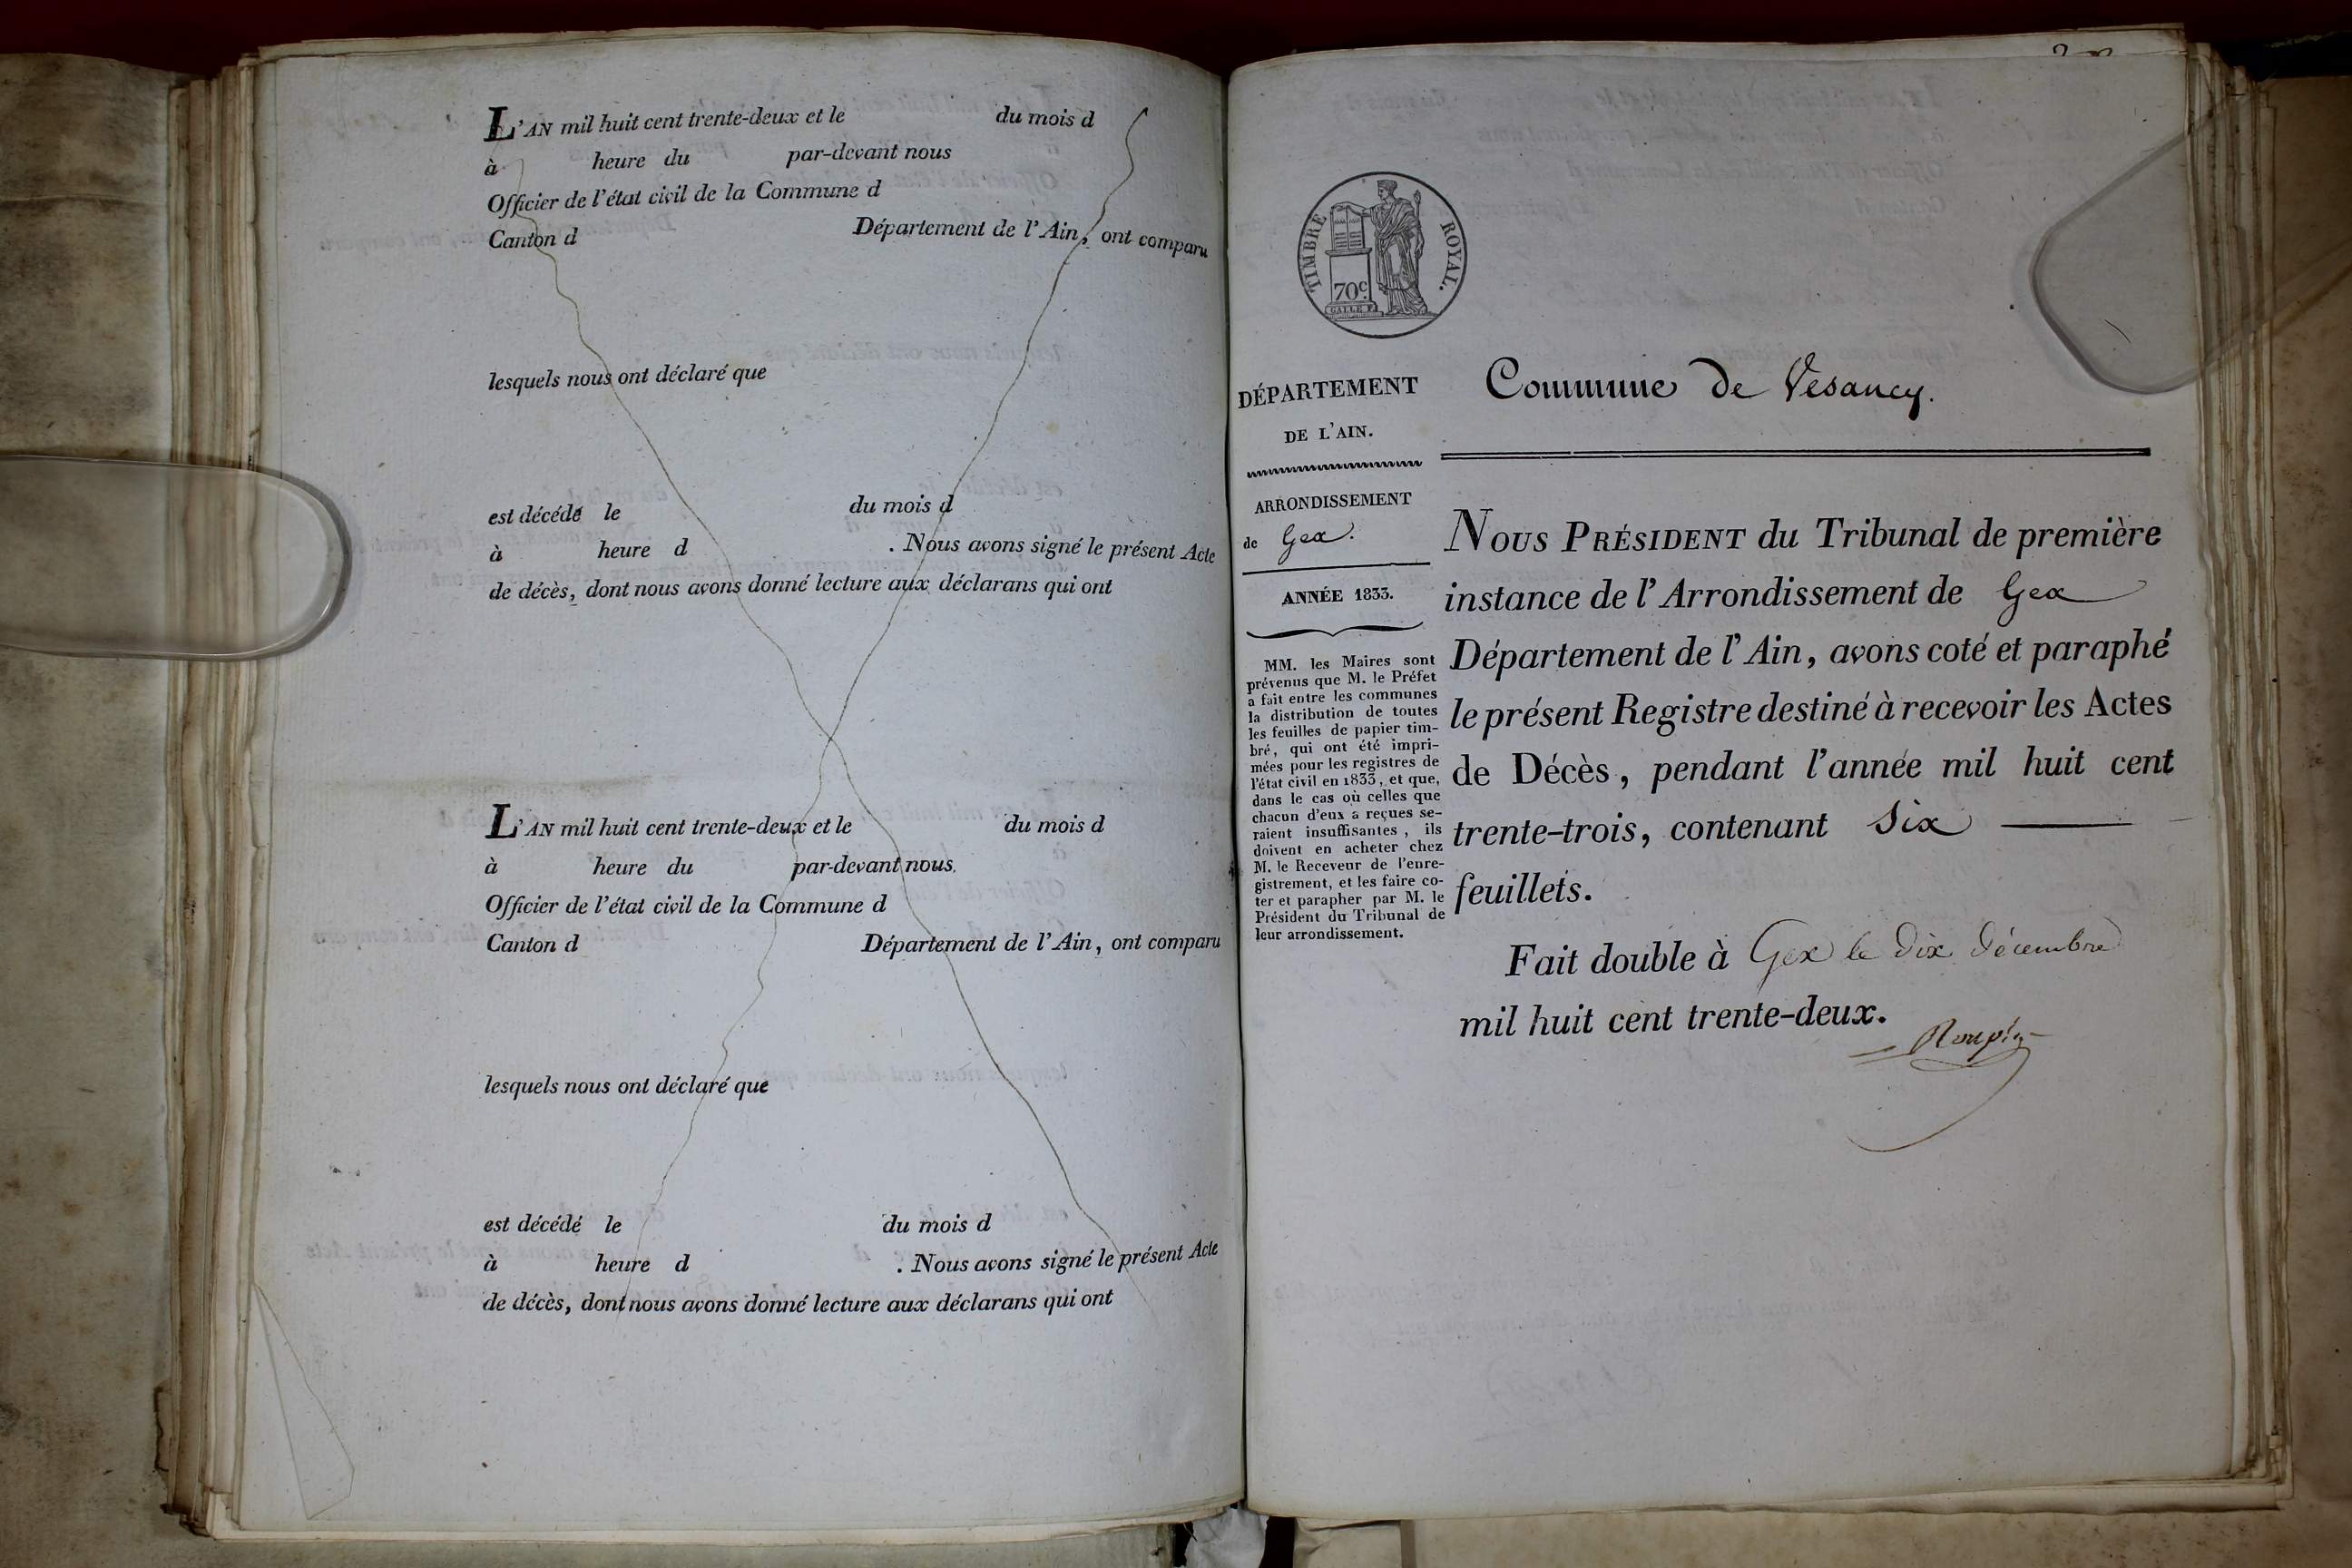 L'AN mil huit cent trente-deux et le du mois d
à heure du par-devant nous
Officier de l'état civil de la Commune d
Canton d Département de l'Ain, ont comparu
lesquels nous ont déclaré que
est décédé le du mois d
à heure d . Nous avons signé le présent Acte
de décès, dont nous avons donné lecture aux déclarans qui ont
L'AN mil huit cent trente-deux et le du mois d
à heure du par-devant nous
Officier de l'état civil de la Commune d
Canton d Département de l'Ain, ont comparu
lesquels nous ont déclaré que
est décédé le du mois d
à heure d . Nous avons signé le présent Acte
de décès, dont nous avons donné lecture aux déclarans qui ont
TIMBRE ROYAL.
70c.
GALLE F.
DÉPARTEMENT
DE L'AIN.
ARRONDISSEMENT
de Gex.
ANNÉE 1833.
MM. les Maires sont
prévenus que M. le Préfet
a fait entre les communes
la distribution de toutes
les feuilles de papier tim-
bré, qui ont été impri-
mées pour les registres de
l'état civil en 1833, et que,
dans le cas où celles que
chacun d'eux a reçues se-
raient insuffisantes, ils
doivent en acheter chez
M. le Receveur de l'enre-
gistrement, et les faire co-
ter et parapher par M. le
Président du Tribunal de
leur arrondissement.
Commune de Vesancy.
NOUS PRÉSIDENT du Tribunal de première
instance de l'Arrondissement de Gex
Département de l'Ain, avons coté et paraphé
le présent Registre destiné à recevoir les Actes
de Décès, pendant l'année mil huit cent
trente-trois, contenant six
feuillets.
Fait double à Gex le dix décembre
mil huit cent trente-deux.